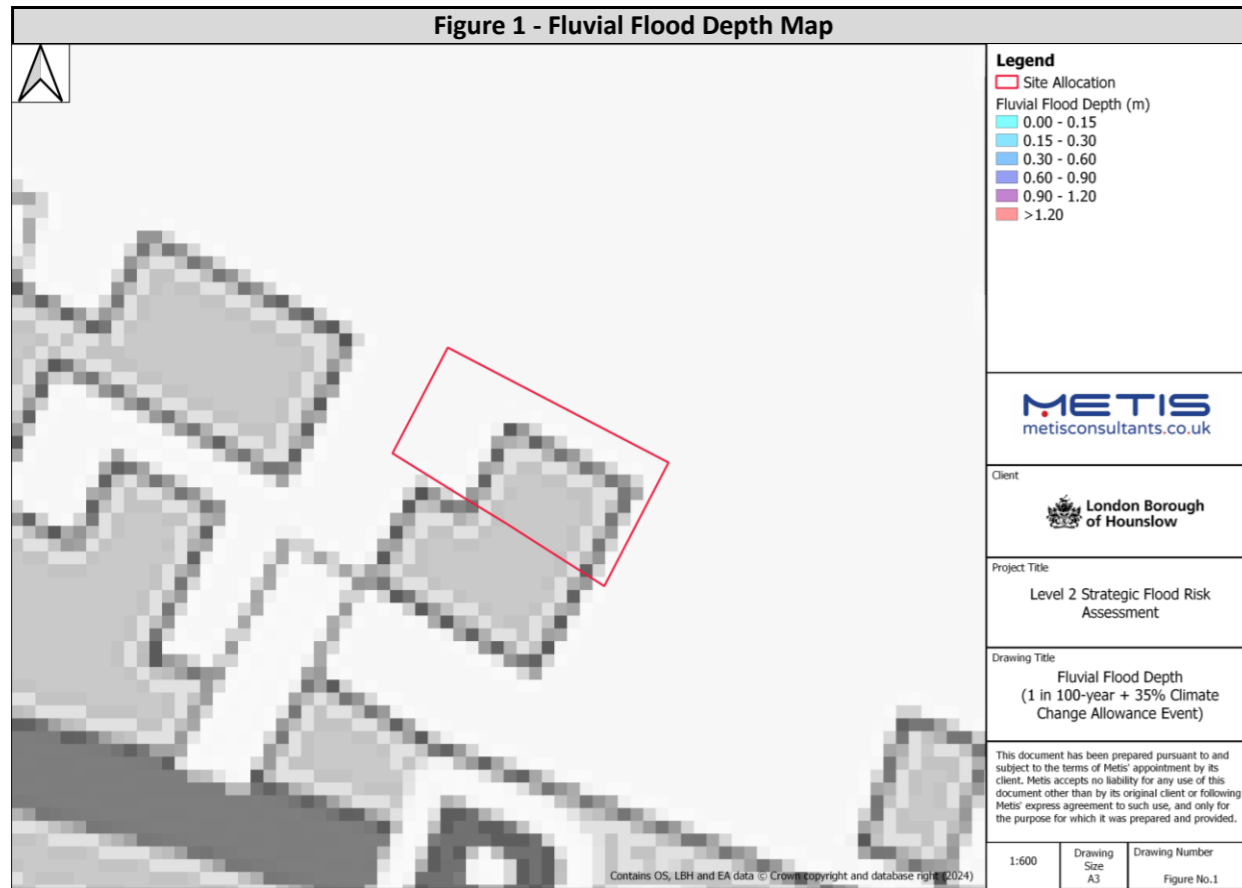 Figure 1 - Fluvial Flood Depth Map
Legend
Site Allocation
Fluvial Flood Depth (m)
0.00 - 0.15
0.15 - 0.30
0.30 - 0.60
0.60 - 0.90
0.90 - 1.20
>1.20
METIS
metisconsultants.co.uk
Client
London Borough
of Hounslow
Project Title
Level 2 Strategic Flood Risk
Assessment
Drawing Title
Fluvial Flood Depth
(1 in 100-year + 35% Climate
Change Allowance Event)
This document has been prepared pursuant to and
subject to the terms of Metis' appointment by its
client. Metis accepts no liability for any use of this
document other than by its original client or following
Metis' express agreement to such use, and only for
the purpose for which it was prepared and provided.
1:600
Drawing
Size
A3
Drawing Number
Figure No.1
Contains OS, LBH and EA data © Crown copyright and database right (2024)